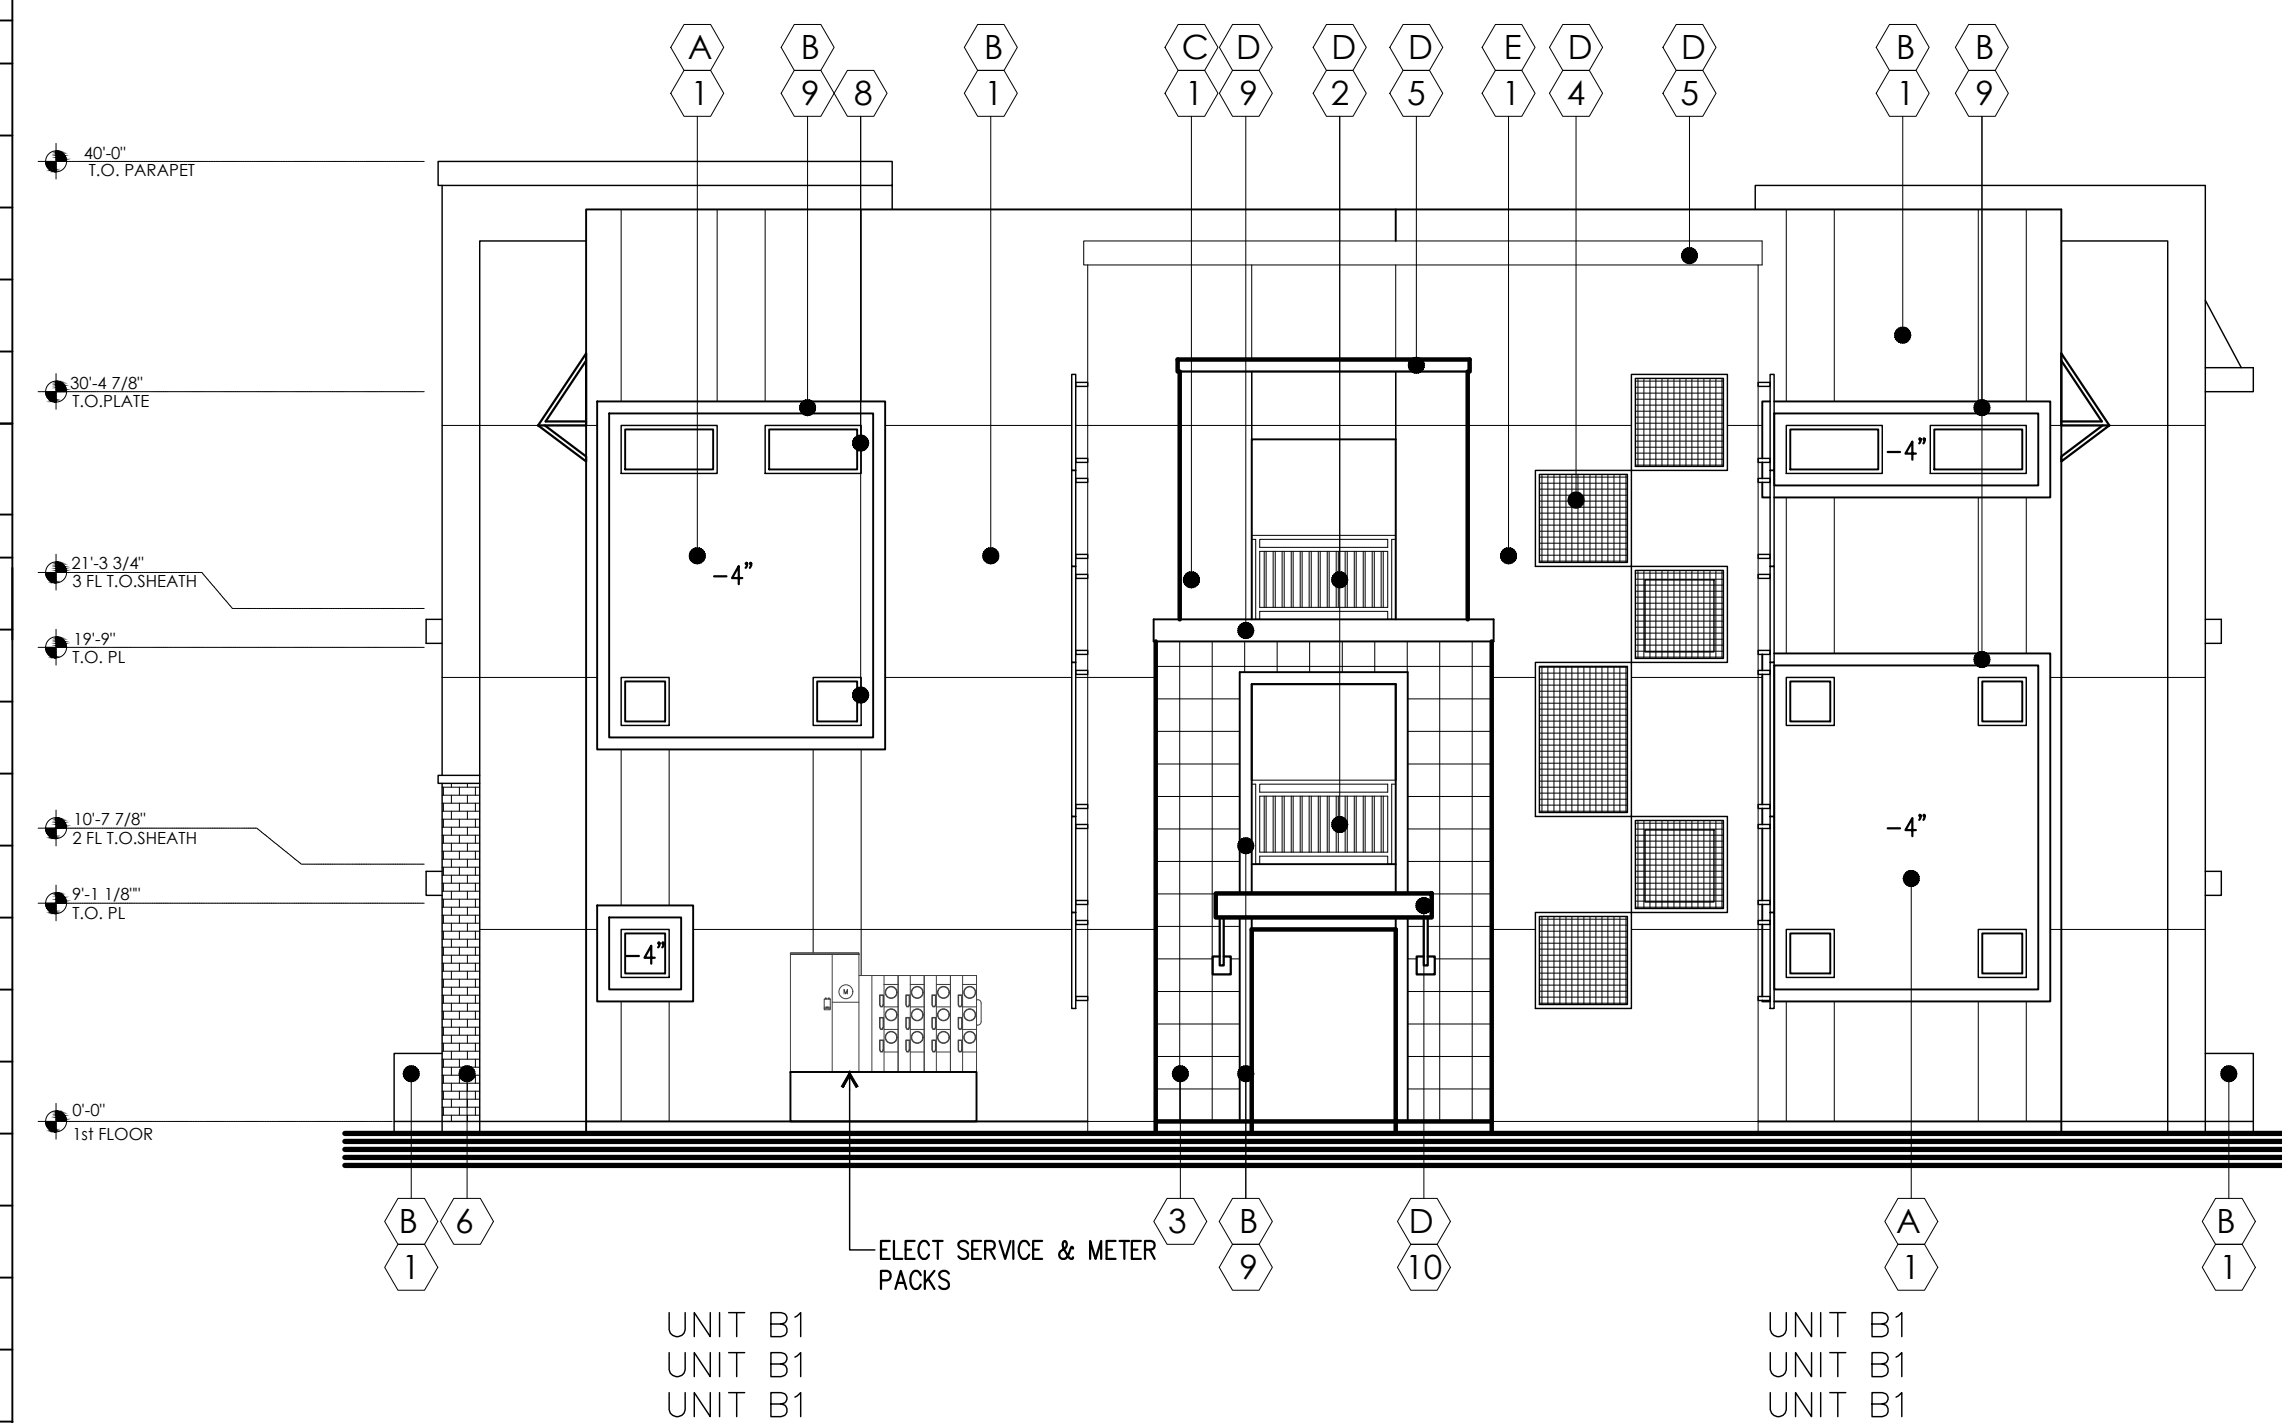 A B B C D D D E D D B B
1 9 8 1 1 9 2 5 1 4 5 1 9
40'-0"
T.O. PARAPET
30'-4 7/8"
T.O.PLATE
-4"
21'-3 3/4"
3 FL T.O.SHEATH
-4"
19'-9"
T.O. PL
10'-7 7/8"
2 FL T.O.SHEATH
-4"
9'-1 1/8""
T.O. PL
-4"
M
0'-0"
1st FLOOR
B 6 3 B D A B
1 9 10 1 1
ELECT SERVICE & METER
PACKS
UNIT B1 UNIT B1
UNIT B1 UNIT B1
UNIT B1 UNIT B1